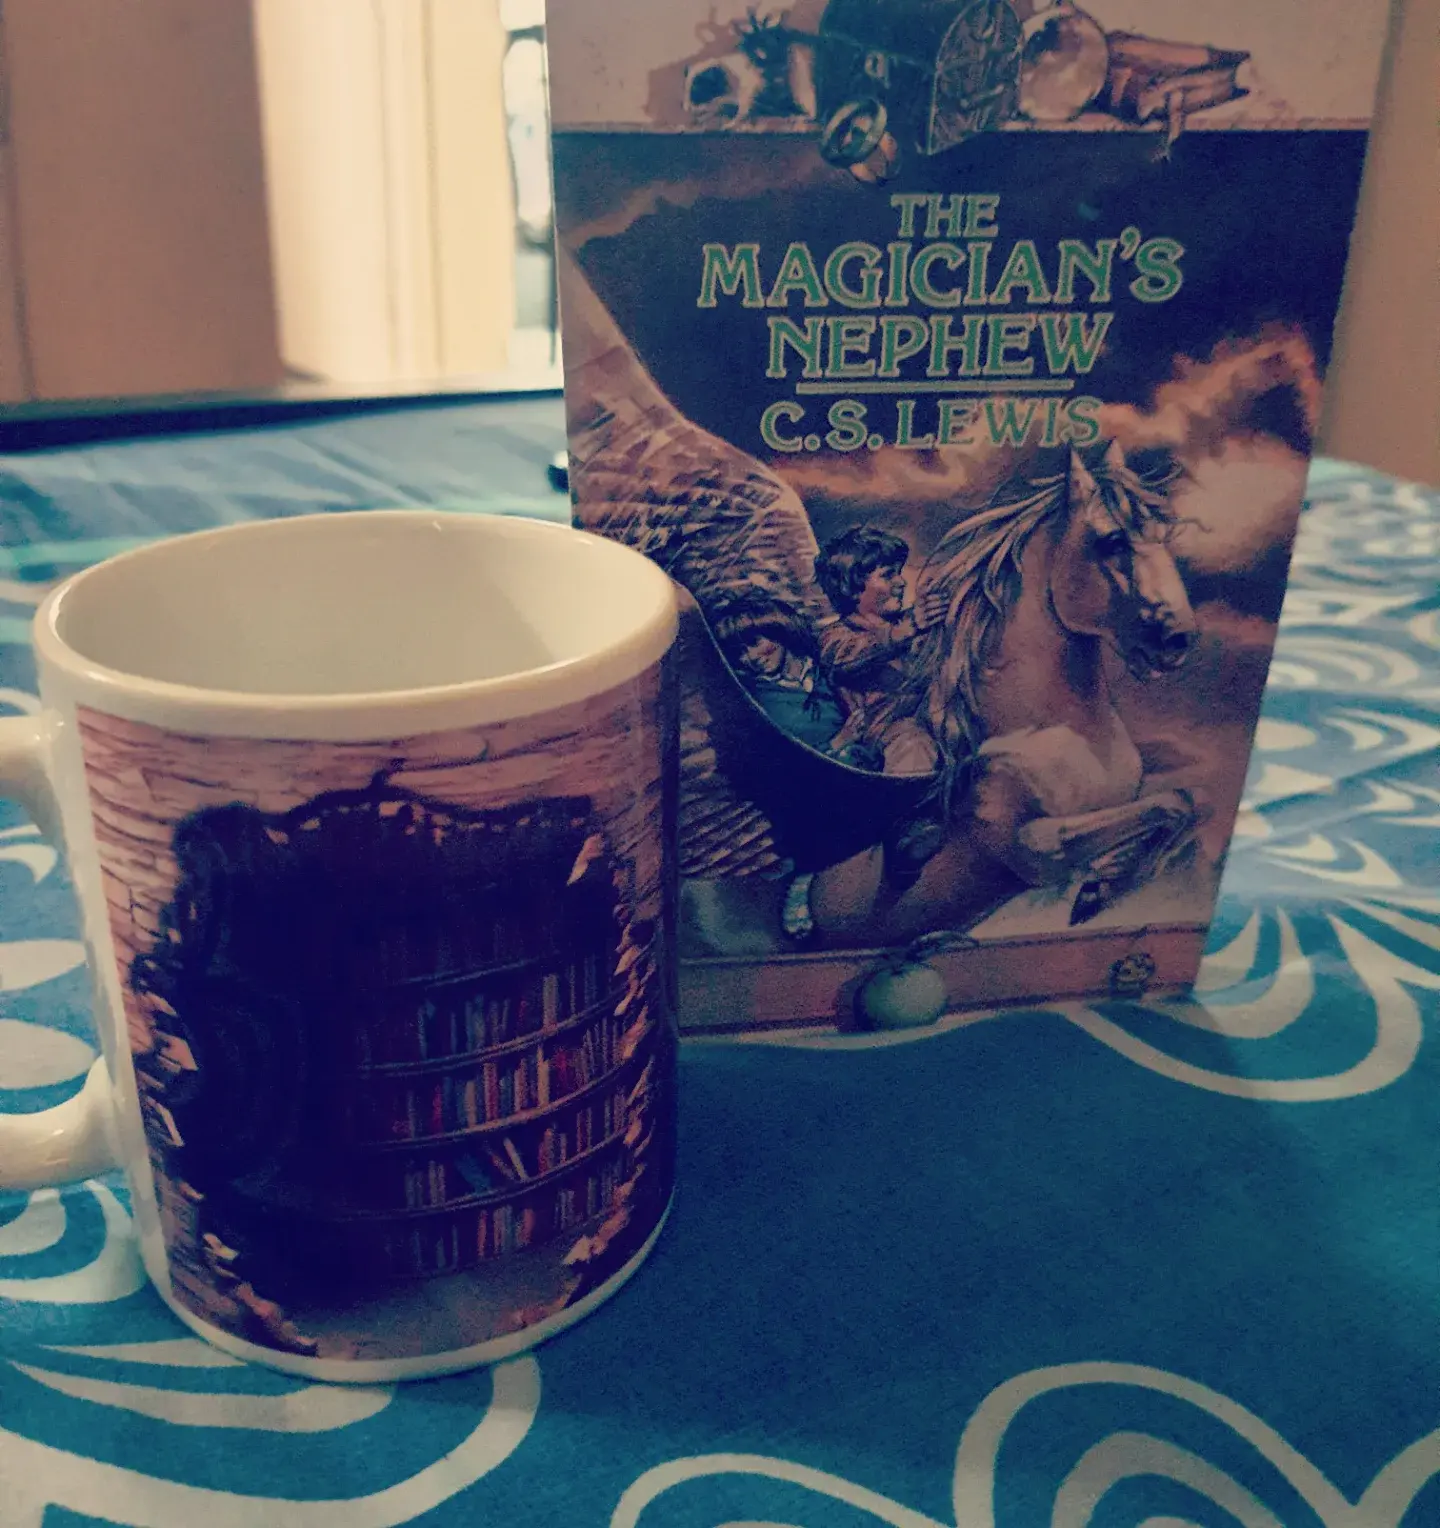 THE
MAGICIAN'S
NEPHEW
C.S. LEWIS